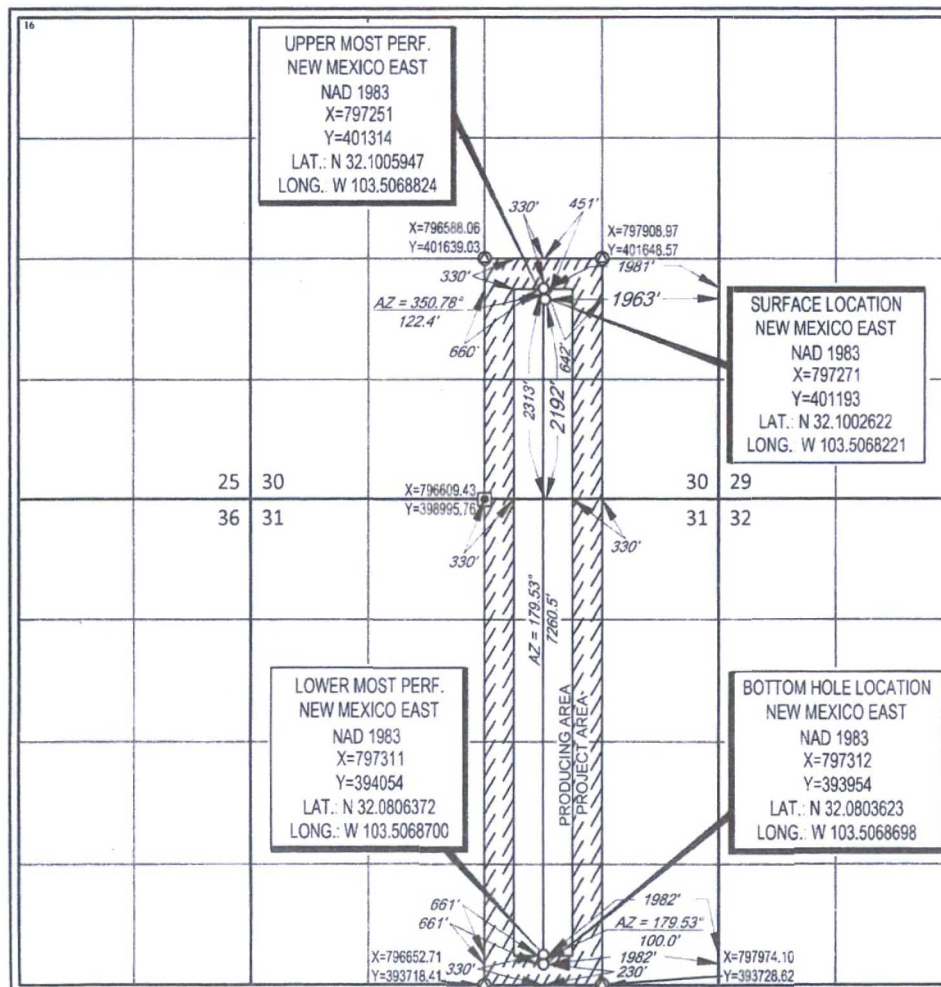 16
UPPER MOST PERF.
NEW MEXICO EAST
NAD 1983
X=797251
Y=401314
LAT.: N 32.1005947
LONG.: W 103.5068824
330'
451'
X=796588.06
Y=401639.03
X=797908.97
Y=401648.57
330'
1981'
AZ = 350.78°
122.4'
1963'
660'
642'
2313'
2192'
SURFACE LOCATION
NEW MEXICO EAST
NAD 1983
X=797271
Y=401193
LAT.: N 32.1002622
LONG.: W 103.5068221
25 30
36 31
X=796609.43
Y=398995.76
30 29
31 32
330'
330'
AZ = 179.53°
7260.5'
LOWER MOST PERF.
NEW MEXICO EAST
NAD 1983
X=797311
Y=394054
LAT.: N 32.0806372
LONG.: W 103.5068700
PRODUCING AREA
PROJECT AREA
BOTTOM HOLE LOCATION
NEW MEXICO EAST
NAD 1983
X=797312
Y=393954
LAT.: N 32.0803623
LONG.: W 103.5068698
661'
661'
1982'
AZ = 179.53°
100.0'
1982'
330'
230'
X=796652.71
Y=393718.41
X=797974.10
Y=393728.62